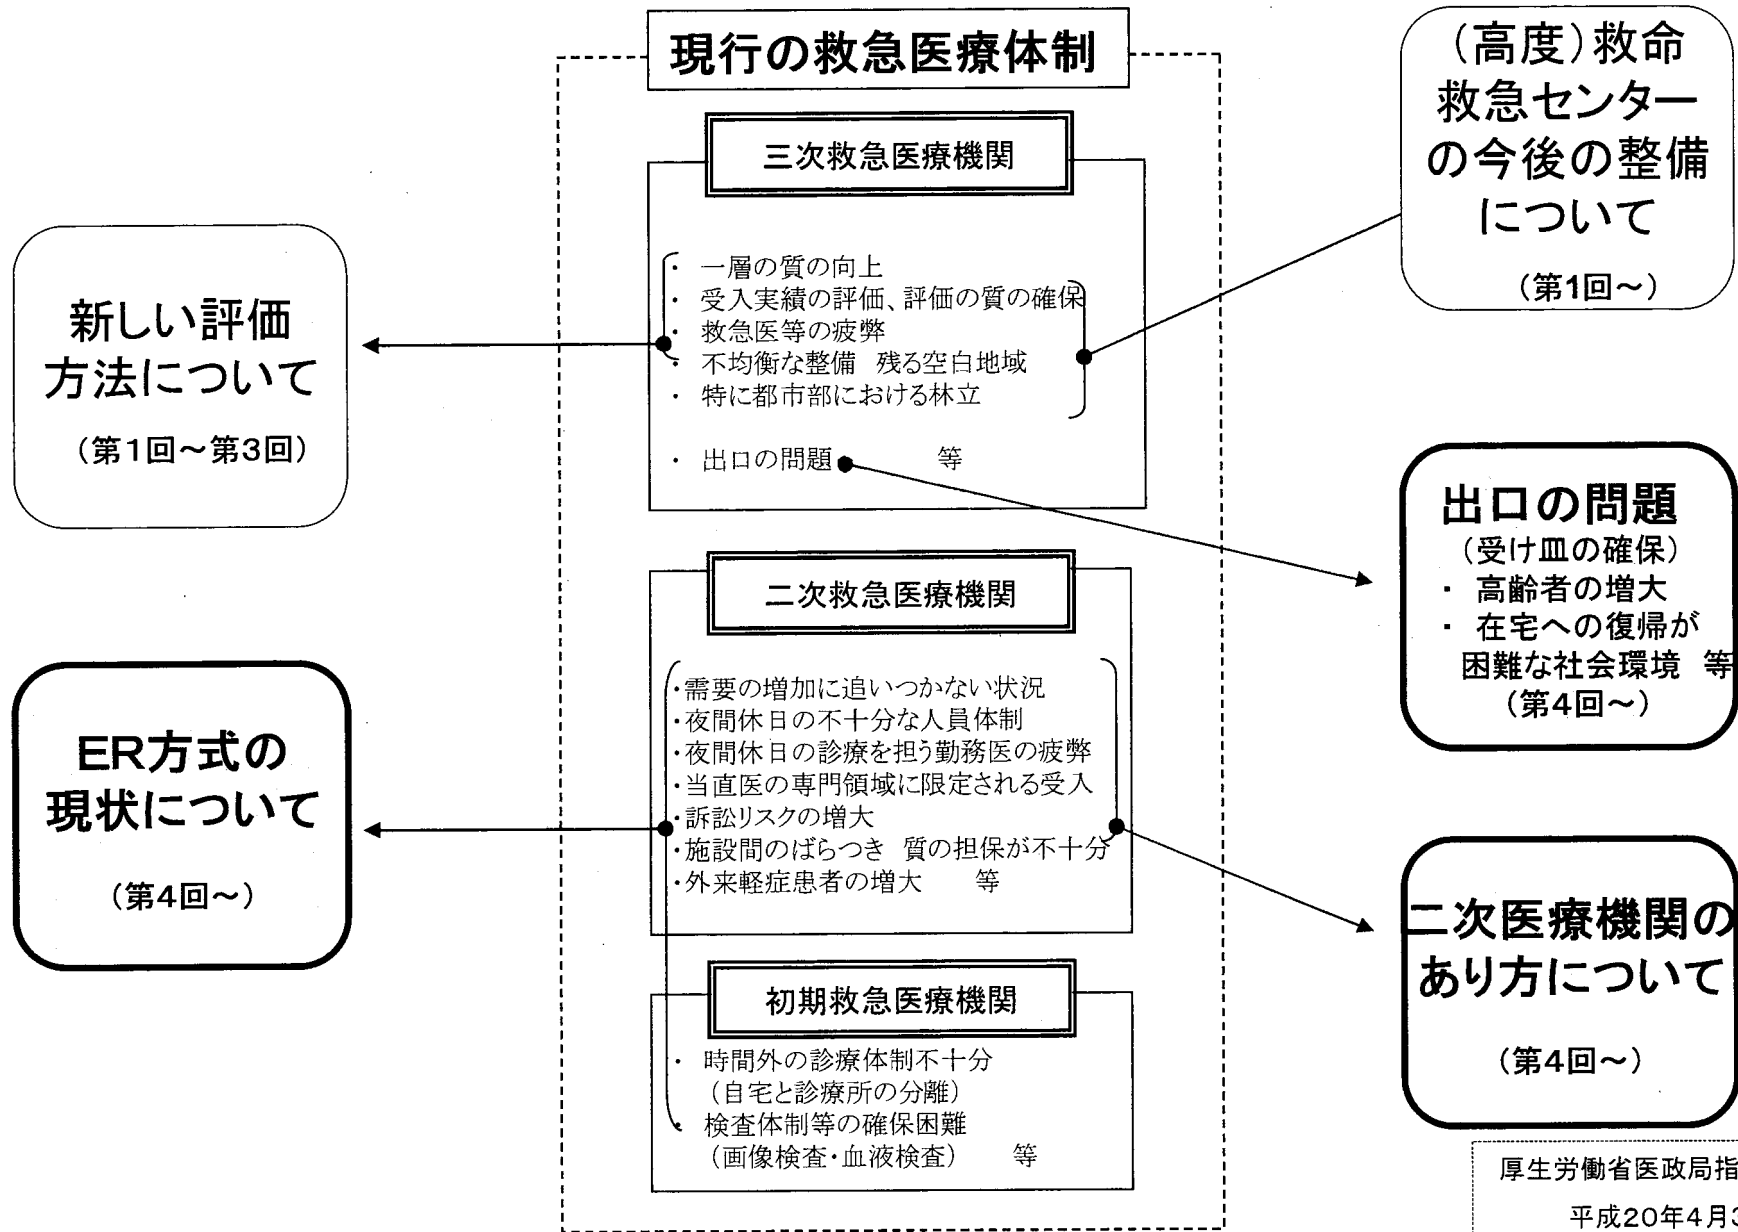 現行の救急医療体制
三次救急医療機関
・ 一層の質の向上
・ 受入実績の評価、評価の質の確保
・ 救急医等の疲弊
・ 不均衡な整備 残る空白地域
・ 特に都市部における林立
・ 出口の問題 等
二次救急医療機関
・需要の増加に追いつかない状況
・夜間休日の不十分な人員体制
・夜間休日の診療を担う勤務医の疲弊
・当直医の専門領域に限定される受入
・訴訟リスクの増大
・施設間のばらつき 質の担保が不十分
・外来軽症患者の増大 等
初期救急医療機関
・ 時間外の診療体制不十分
(自宅と診療所の分離)
・ 検査体制等の確保困難
(画像検査・血液検査) 等
新しい評価
方法について
(第1回～第3回)
ER方式の
現状について
(第4回～)
(高度)救命
救急センター
の今後の整備
について
(第1回～)
出口の問題
(受け皿の確保)
・ 高齢者の増大
・ 在宅への復帰が
困難な社会環境 等
(第4回～)
二次医療機関の
あり方について
(第4回～)
厚生労働省医政局指
平成20年4月3